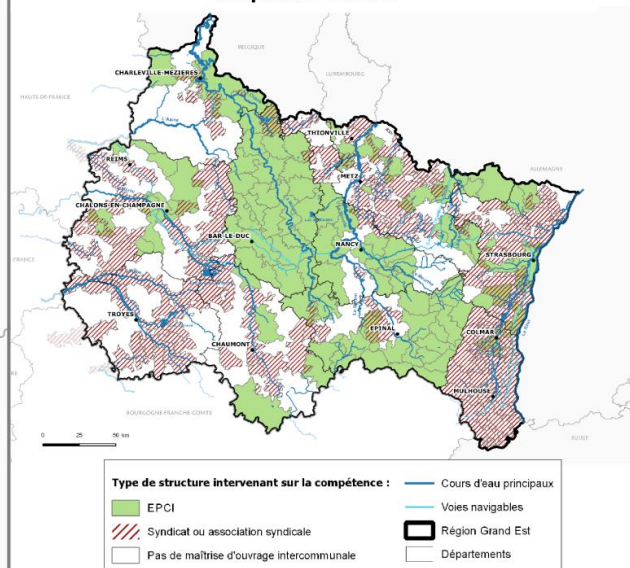 BELGIQUE
LUXEMBOURG
CHARLEVILLE-MEZIERES
HAUTS-DE-FRANCE
L'Aisne
THIONVILLE
ALLEMAGNE
REIMS
METZ
CHALONS-EN-CHAMPAGNE
BAR-LE-DUC
NANCY
STRASBOURG
FRANCE
TROYES
EPINAL
COLMAR
CHAUMONT
MULHOUSE
BOURGOGNE-FRANCHE-COMTE
SUISSE
0 25 50 km
Type de structure intervenant sur la compétence :
EPCI
Syndicat ou association syndicale
Pas de maîtrise d'ouvrage intercommunale
Cours d'eau principaux
Voies navigables
Région Grand Est
Départements